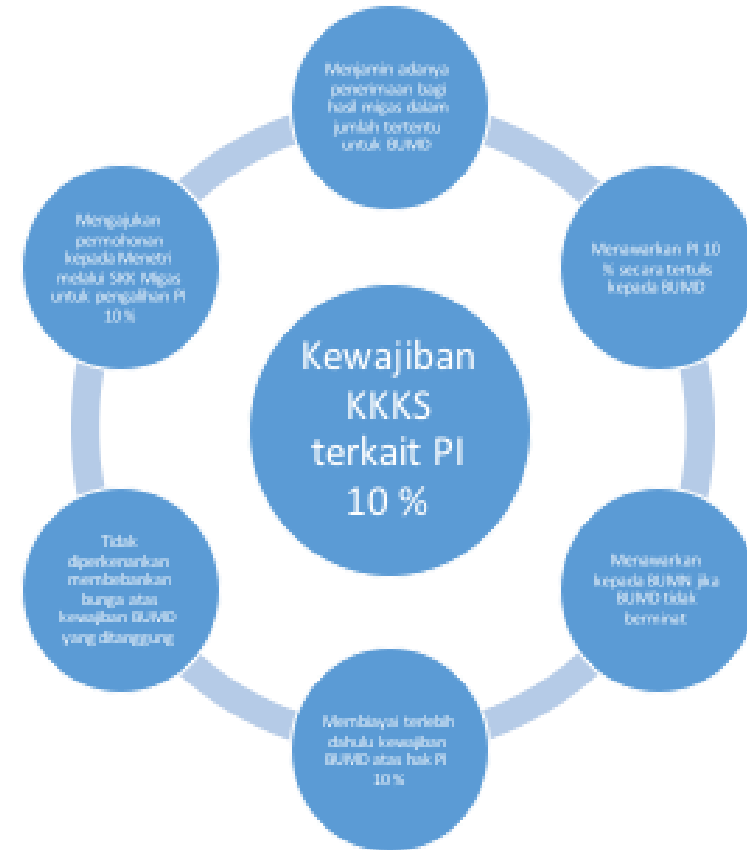 Menjamin adanya
penerimaan bagi
hasil migas dalam
jumlah tertentu
untuk BUMD
Menawarkan PI 10
% secara tertulis
kepada BUMD
Menawarkan
kepada BUMN jika
BUMD tidak
berminat
Membiayai terlebih
dahulu kewajiban
BUMD atas hak PI
10 %
Tidak
diperkenankan
membebankan
bunga atas
kewajiban BUMD
yang ditanggung
Mengajukan
permohonan
kepada Menetri
melalui SKK Migas
untuk pengalihan PI
10 %
Kewajiban
KKKS
terkait PI
10 %